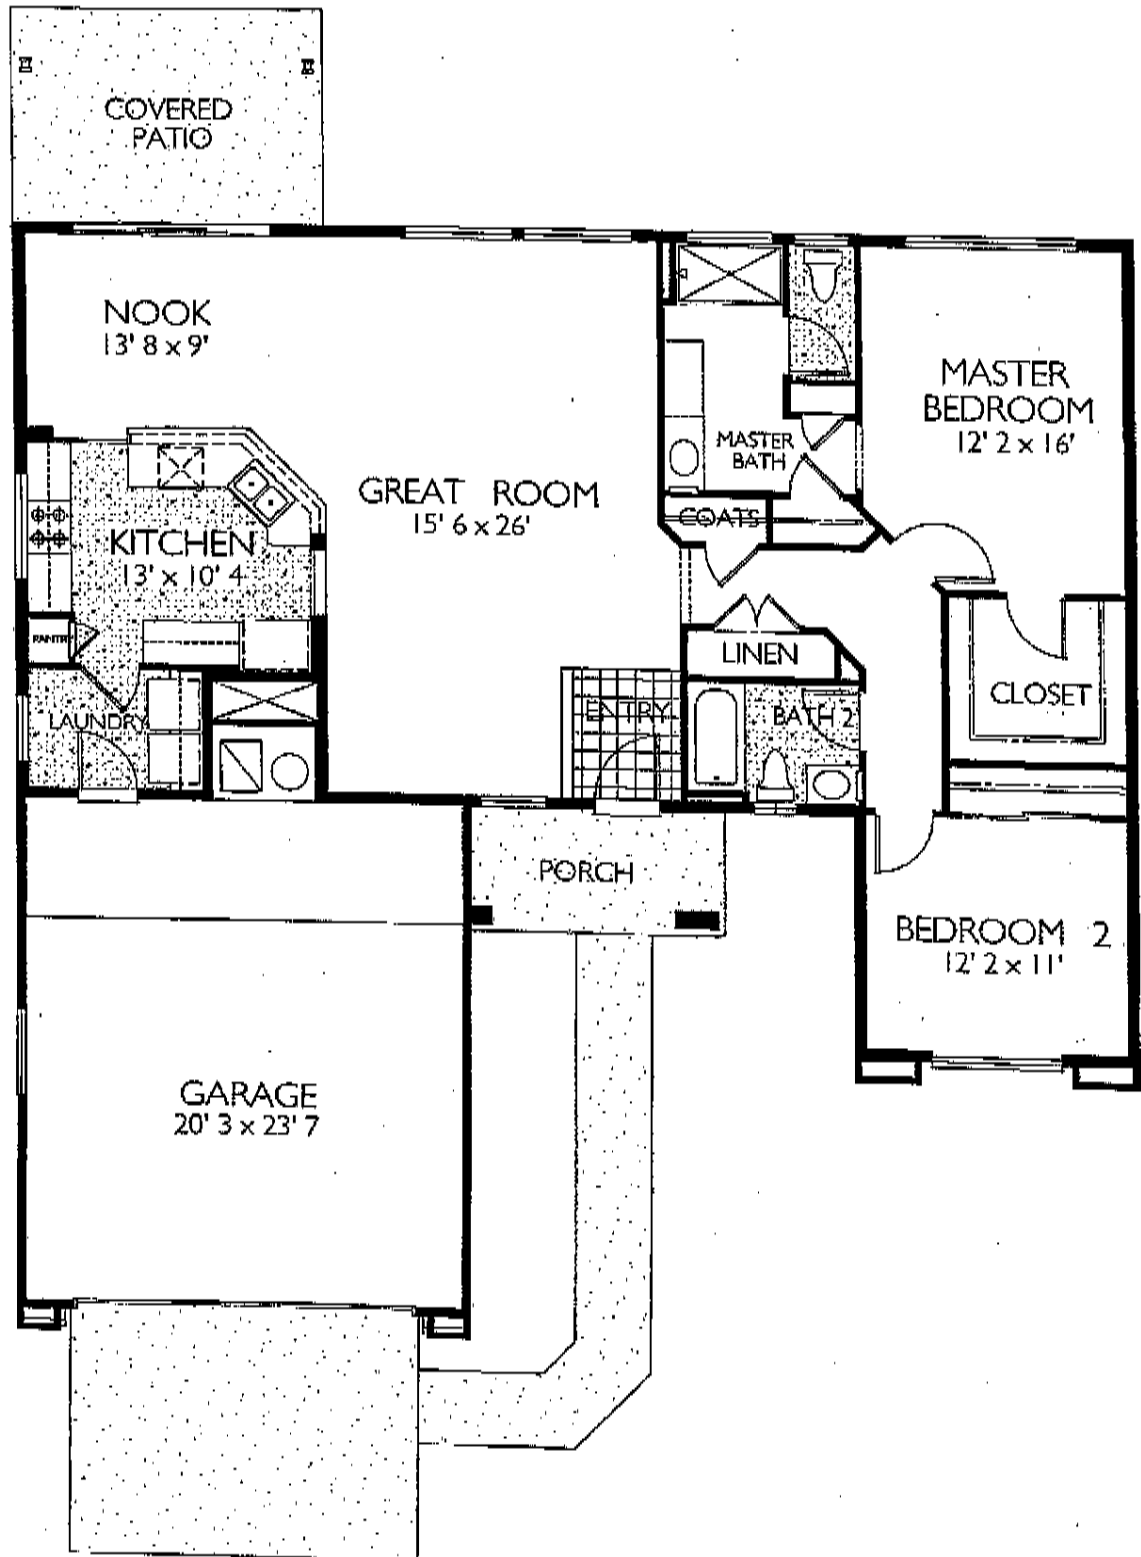 COVERED
PATIO
NOOK
13' 8 x 9'
MASTER
BEDROOM
12' 2 x 16'
MASTER
BATH
GREAT ROOM
15' 6 x 26'
COATS
KITCHEN
13' x 10' 4
PANTRY
LINEN
CLOSET
LAUNDRY
ENTRY
BATH 2
PORCH
BEDROOM 2
12' 2 x 11'
GARAGE
20' 3 x 23' 7